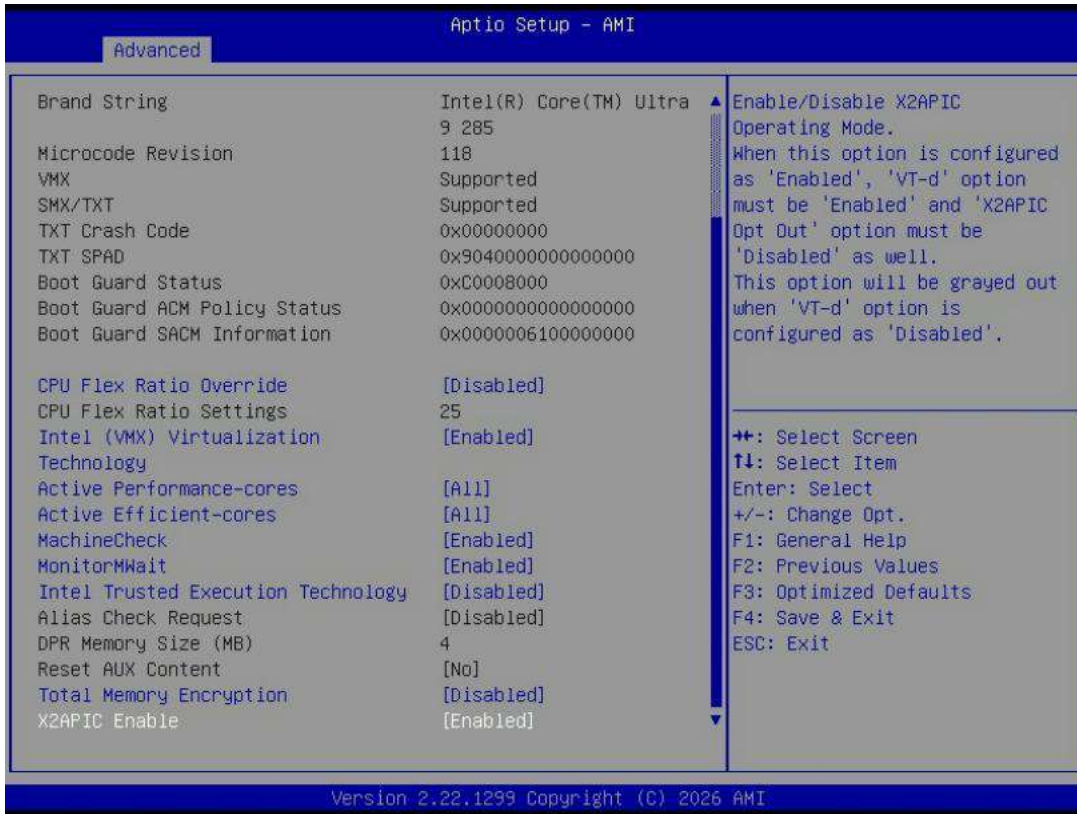 Aptio Setup – AMI
Advanced
Brand String Intel(R) Core(TM) Ultra
9 285
Microcode Revision 118
VMX Supported
SMX/TXT Supported
TXT Crash Code 0x00000000
TXT SPAD 0x9040000000000000
Boot Guard Status 0xC0008000
Boot Guard ACM Policy Status 0x0000000000000000
Boot Guard SACM Information 0x0000006100000000
CPU Flex Ratio Override [Disabled]
CPU Flex Ratio Settings 25
Intel (VMX) Virtualization [Enabled]
Technology
Active Performance-cores [All]
Active Efficient-cores [All]
MachineCheck [Enabled]
MonitorMWait [Enabled]
Intel Trusted Execution Technology [Disabled]
Alias Check Request [Disabled]
DPR Memory Size (MB) 4
Reset AUX Content [No]
Total Memory Encryption [Disabled]
X2APIC Enable [Enabled]
Enable/Disable X2APIC
Operating Mode.
When this option is configured
as 'Enabled', 'VT-d' option
must be 'Enabled' and 'X2APIC
Opt Out' option must be
'Disabled' as well.
This option will be grayed out
when 'VT-d' option is
configured as 'Disabled'.
→←: Select Screen
↑↓: Select Item
Enter: Select
+/-: Change Opt.
F1: General Help
F2: Previous Values
F3: Optimized Defaults
F4: Save & Exit
ESC: Exit
Version 2.22.1299 Copyright (C) 2026 AMI